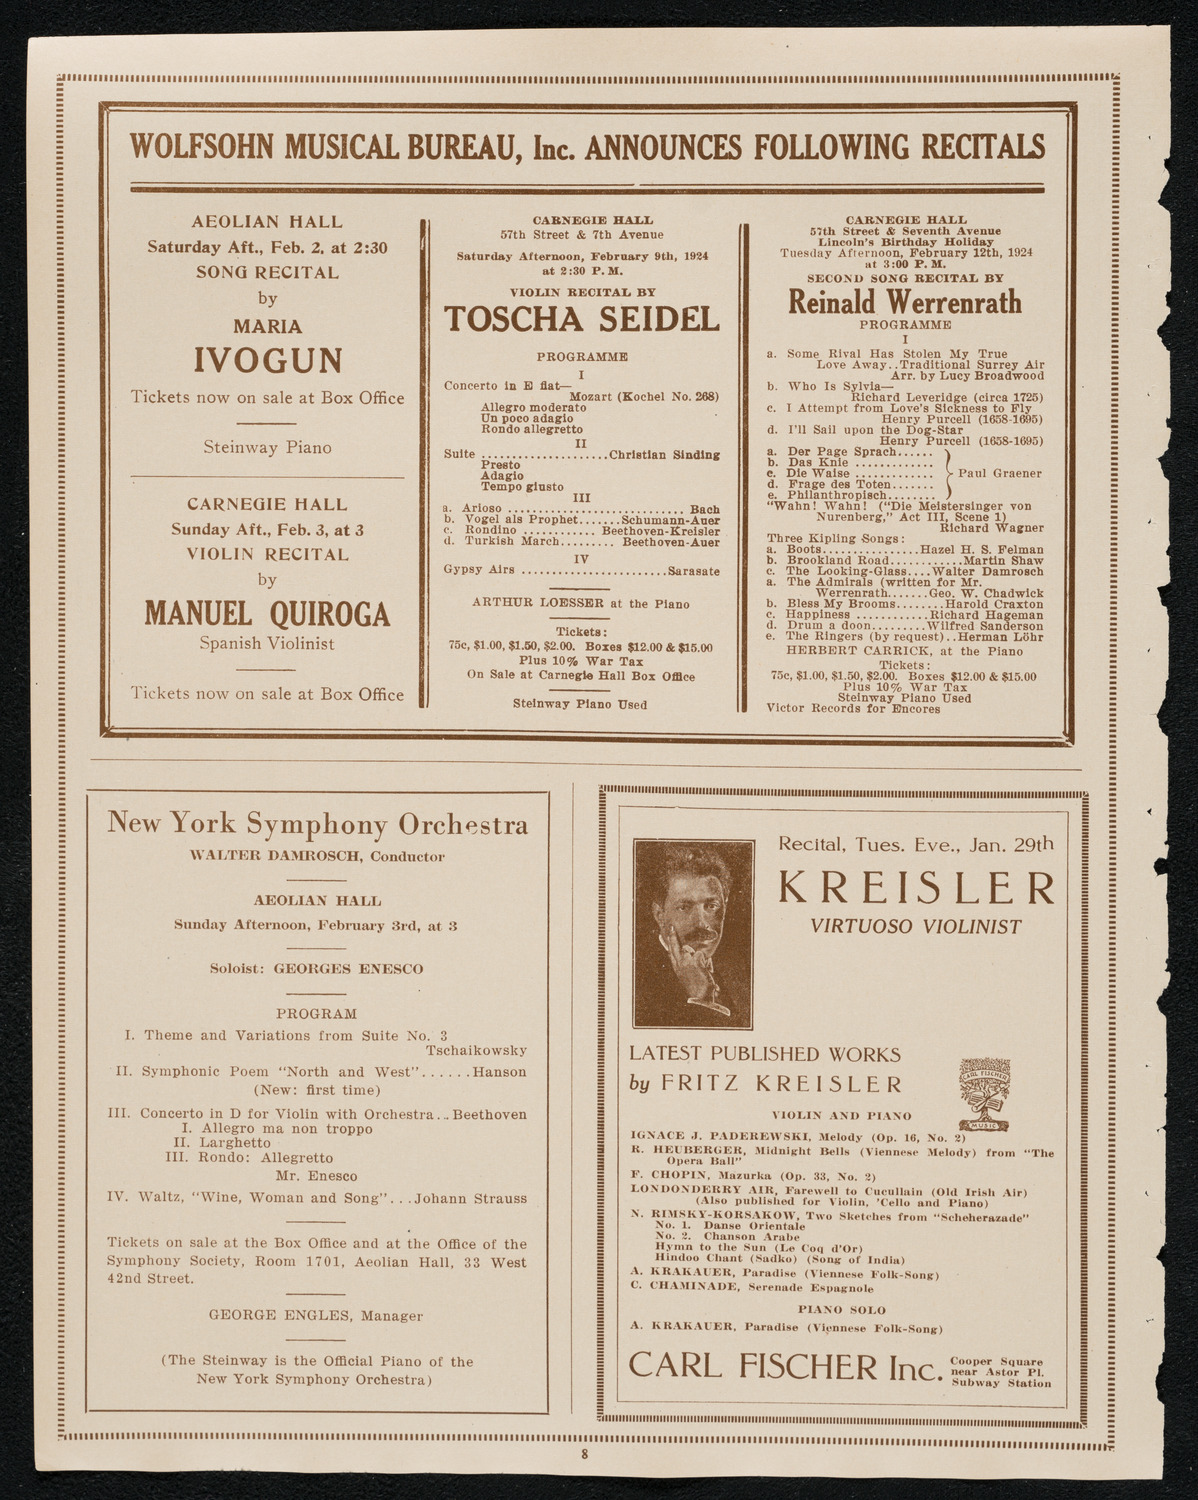 WOLFSOHN MUSICAL BUREAU, Inc. ANNOUNCES FOLLOWING RECITALS
AEOLIAN HALL
Saturday Aft., Feb. 2, at 2:30
SONG RECITAL
by
MARIA
IVOGUN
Tickets now on sale at Box Office
Steinway Piano
CARNEGIE HALL
Sunday Aft., Feb. 3, at 3
VIOLIN RECITAL
by
MANUEL QUIROGA
Spanish Violinist
Tickets now on sale at Box Office
CARNEGIE HALL
57th Street & 7th Avenue
Saturday Afternoon, February 9th, 1924
at 2:30 P. M.
VIOLIN RECITAL BY
TOSCHA SEIDEL
PROGRAMME
I
Concerto in E flat—
Mozart (Kochel No. 268)
Allegro moderato
Un poco adagio
Rondo allegretto
II
Suite ....................Christian Sinding
Presto
Adagio
Tempo giusto
III
a. Arioso ............................ Bach
b. Vogel als Prophet.......Schumann-Auer
c. Rondino ............ Beethoven-Kreisler
d. Turkish March........ Beethoven-Auer
IV
Gypsy Airs .......................Sarasate
ARTHUR LOESSER at the Piano
Tickets:
75c, $1.00, $1.50, $2.00. Boxes $12.00 & $15.00
Plus 10% War Tax
On Sale at Carnegie Hall Box Office
Steinway Piano Used
CARNEGIE HALL
57th Street & Seventh Avenue
Lincoln's Birthday Holiday
Tuesday Afternoon, February 12th, 1924
at 3:00 P. M.
SECOND SONG RECITAL BY
Reinald Werrenrath
PROGRAMME
I
a. Some Rival Has Stolen My True
Love Away..Traditional Surrey Air
Arr. by Lucy Broadwood
b. Who Is Sylvia—
Richard Leveridge (circa 1725)
c. I Attempt from Love's Sickness to Fly
Henry Purcell (1658-1695)
d. I'll Sail upon the Dog-Star
Henry Purcell (1658-1695)
a. Der Page Sprach......
b. Das Knie ............
c. Die Waise ............ Paul Graener
d. Frage des Toten.......
e. Philanthropisch........
"Wahn! Wahn! ("Die Meistersinger von
Nurenberg," Act III, Scene 1)
Richard Wagner
Three Kipling Songs:
a. Boots...............Hazel H. S. Felman
b. Brookland Road...........Martin Shaw
c. The Looking-Glass....Walter Damrosch
a. The Admirals (written for Mr.
Werrenrath.......Geo. W. Chadwick
b. Bless My Brooms........Harold Craxton
c. Happiness ...........Richard Hageman
d. Drum a doon.........Wilfred Sanderson
e. The Ringers (by request)..Herman Löhr
HERBERT CARRICK, at the Piano
Tickets:
75c, $1.00, $1.50, $2.00. Boxes $12.00 & $15.00
Plus 10% War Tax
Steinway Piano Used
Victor Records for Encores
New York Symphony Orchestra
WALTER DAMROSCH, Conductor
AEOLIAN HALL
Sunday Afternoon, February 3rd, at 3
Soloist: GEORGES ENESCO
PROGRAM
I. Theme and Variations from Suite No. 3
Tschaikowsky
II. Symphonic Poem "North and West"......Hanson
(New: first time)
III. Concerto in D for Violin with Orchestra...Beethoven
I. Allegro ma non troppo
II. Larghetto
III. Rondo: Allegretto
Mr. Enesco
IV. Waltz, "Wine, Woman and Song"...Johann Strauss
Tickets on sale at the Box Office and at the Office of the
Symphony Society, Room 1701, Aeolian Hall, 33 West
42nd Street.
GEORGE ENGLES, Manager
(The Steinway is the Official Piano of the
New York Symphony Orchestra)
Recital, Tues. Eve., Jan. 29th
KREISLER
VIRTUOSO VIOLINIST
LATEST PUBLISHED WORKS
by FRITZ KREISLER
CARL FISCHER
MUSIC
VIOLIN AND PIANO
IGNACE J. PADEREWSKI, Melody (Op. 16, No. 2)
R. HEUBERGER, Midnight Bells (Viennese Melody) from "The
Opera Ball"
F. CHOPIN, Mazurka (Op. 33, No. 2)
LONDONDERRY AIR, Farewell to Cucullain (Old Irish Air)
(Also published for Violin, 'Cello and Piano)
N. RIMSKY-KORSAKOW, Two Sketches from "Scheherazade"
No. 1. Danse Orientale
No. 2. Chanson Arabe
Hymn to the Sun (Le Coq d'Or)
Hindoo Chant (Sadko) (Song of India)
A. KRAKAUER, Paradise (Viennese Folk-Song)
C. CHAMINADE, Serenade Espagnole
PIANO SOLO
A. KRAKAUER, Paradise (Viennese Folk-Song)
CARL FISCHER Inc. Cooper Square
near Astor Pl.
Subway Station
8